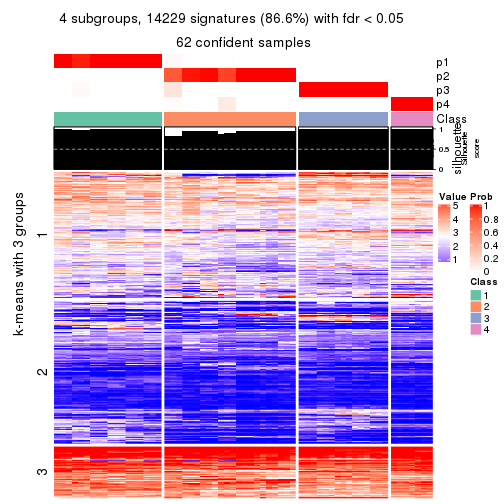 4 subgroups, 14229 signatures (86.6%) with fdr < 0.05
62 confident samples
p1
p2
p3
p4
Class
silhouette
1
0.5
0
Silhouette
score
k-means with 3 groups
1
2
3
Value
5
4
3
2
1
Prob
1
0.8
0.6
0.4
0.2
0
Class
1
2
3
4